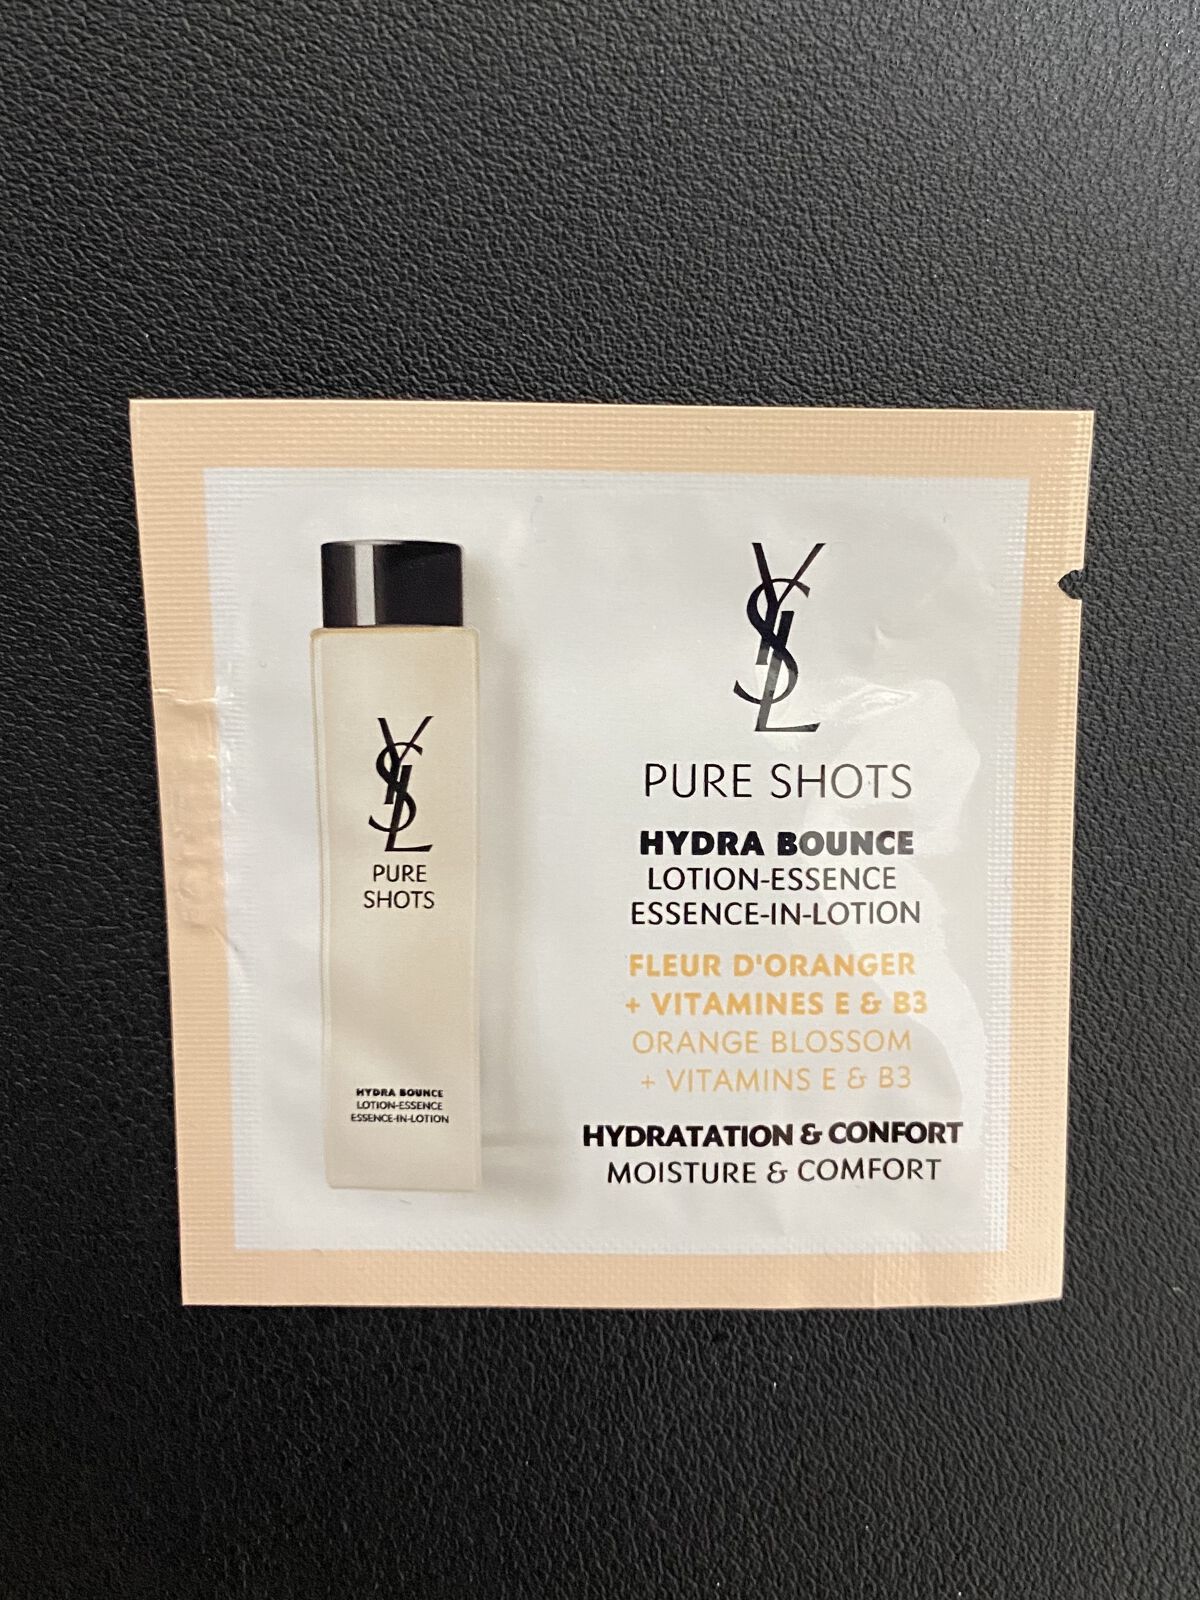 YSL
PURE
SHOTS
HYDRA BOUNCE
LOTION-ESSENCE
ESSENCE-IN-LOTION
YSL
PURE SHOTS
HYDRA BOUNCE
LOTION-ESSENCE
ESSENCE-IN-LOTION
FLEUR D'ORANGER
+ VITAMINES E & B3
ORANGE BLOSSOM
+ VITAMINS E & B3
HYDRATATION & CONFORT
MOISTURE & COMFORT